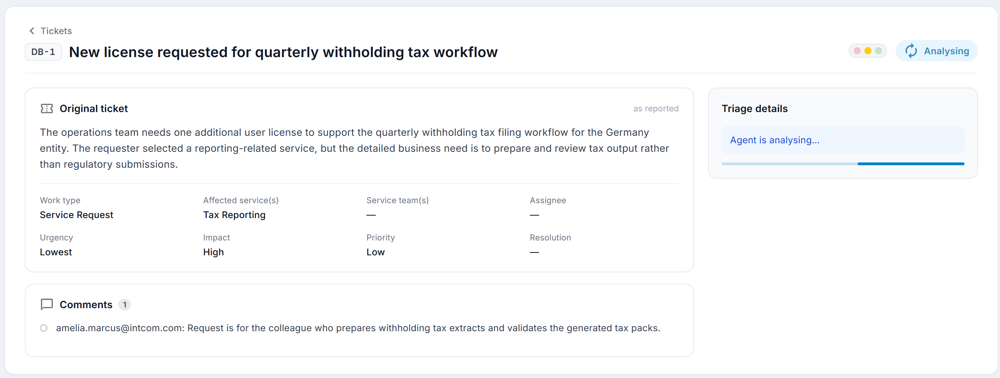 Tickets
DB-1 New license requested for quarterly withholding tax workflow
Analysing
Original ticket
as reported
The operations team needs one additional user license to support the quarterly withholding tax filing workflow for the Germany
entity. The requester selected a reporting-related service, but the detailed business need is to prepare and review tax output rather
than regulatory submissions.
Work type Affected service(s) Service team(s) Assignee
Service Request Tax Reporting — —
Urgency Impact Priority Resolution
Lowest High Low —
Comments 1
amelia.marcus@intcom.com: Request is for the colleague who prepares withholding tax extracts and validates the generated tax packs.
Triage details
Agent is analysing...